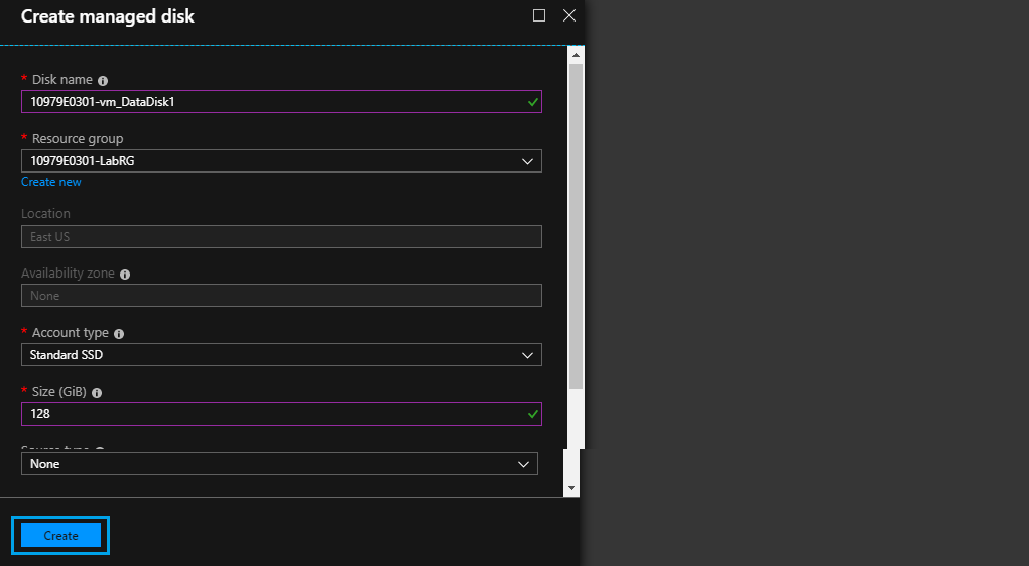 Create managed disk
* Disk name
10979E0301-vm_DataDisk1
* Resource group
10979E0301-LabRG
Create new
Location
East US
Availability zone
None
* Account type
Standard SSD
* Size (GiB)
128
None
Create